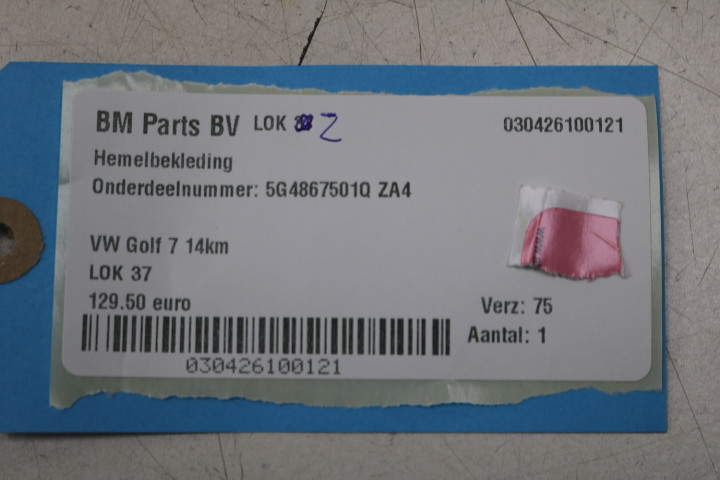 BM Parts BV LOK 2 030426100121
Hemelbekleding
Onderdeelnummer: 5G4867501Q ZA4
VW Golf 7 14km
LOK 37
129.50 euro Verz: 75
Aantal: 1
030426100121